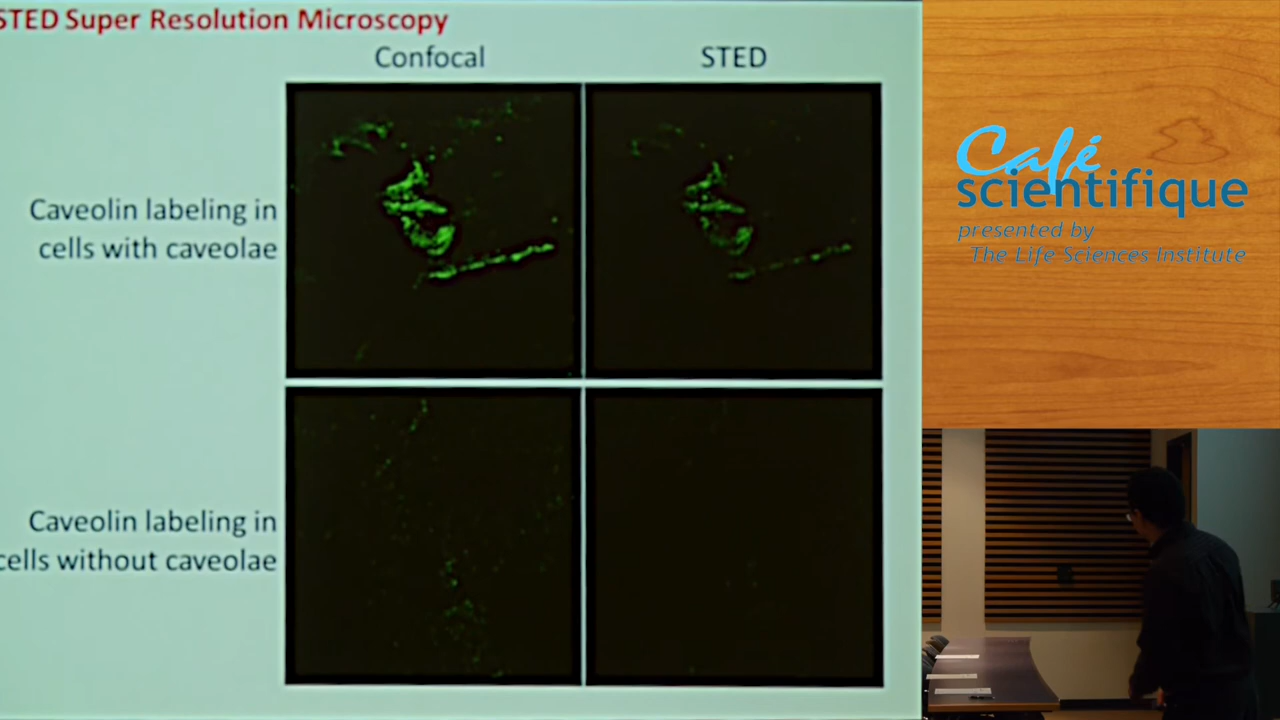 STED Super Resolution Microscopy
Confocal
STED
Caveolin labeling in
cells with caveolae
Caveolin labeling in
cells without caveolae
Café
scientifique
presented by
The Life Sciences Institute